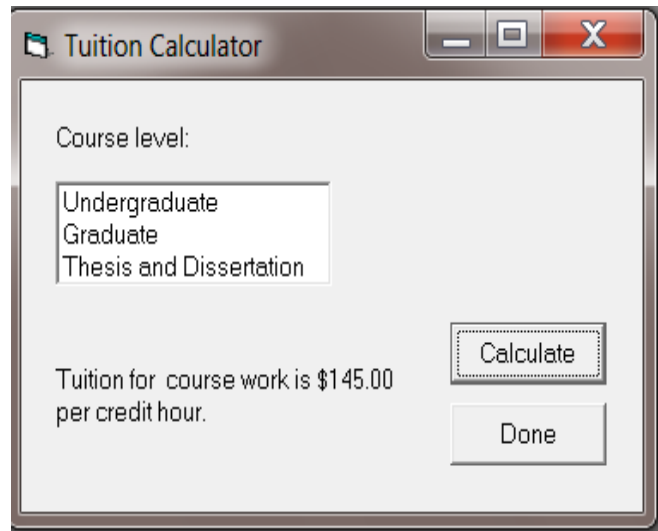 Tuition Calculator
Course level:
Undergraduate
Graduate
Thesis and Dissertation
Calculate
Tuition for  course work is $145.00
per credit hour.
Done